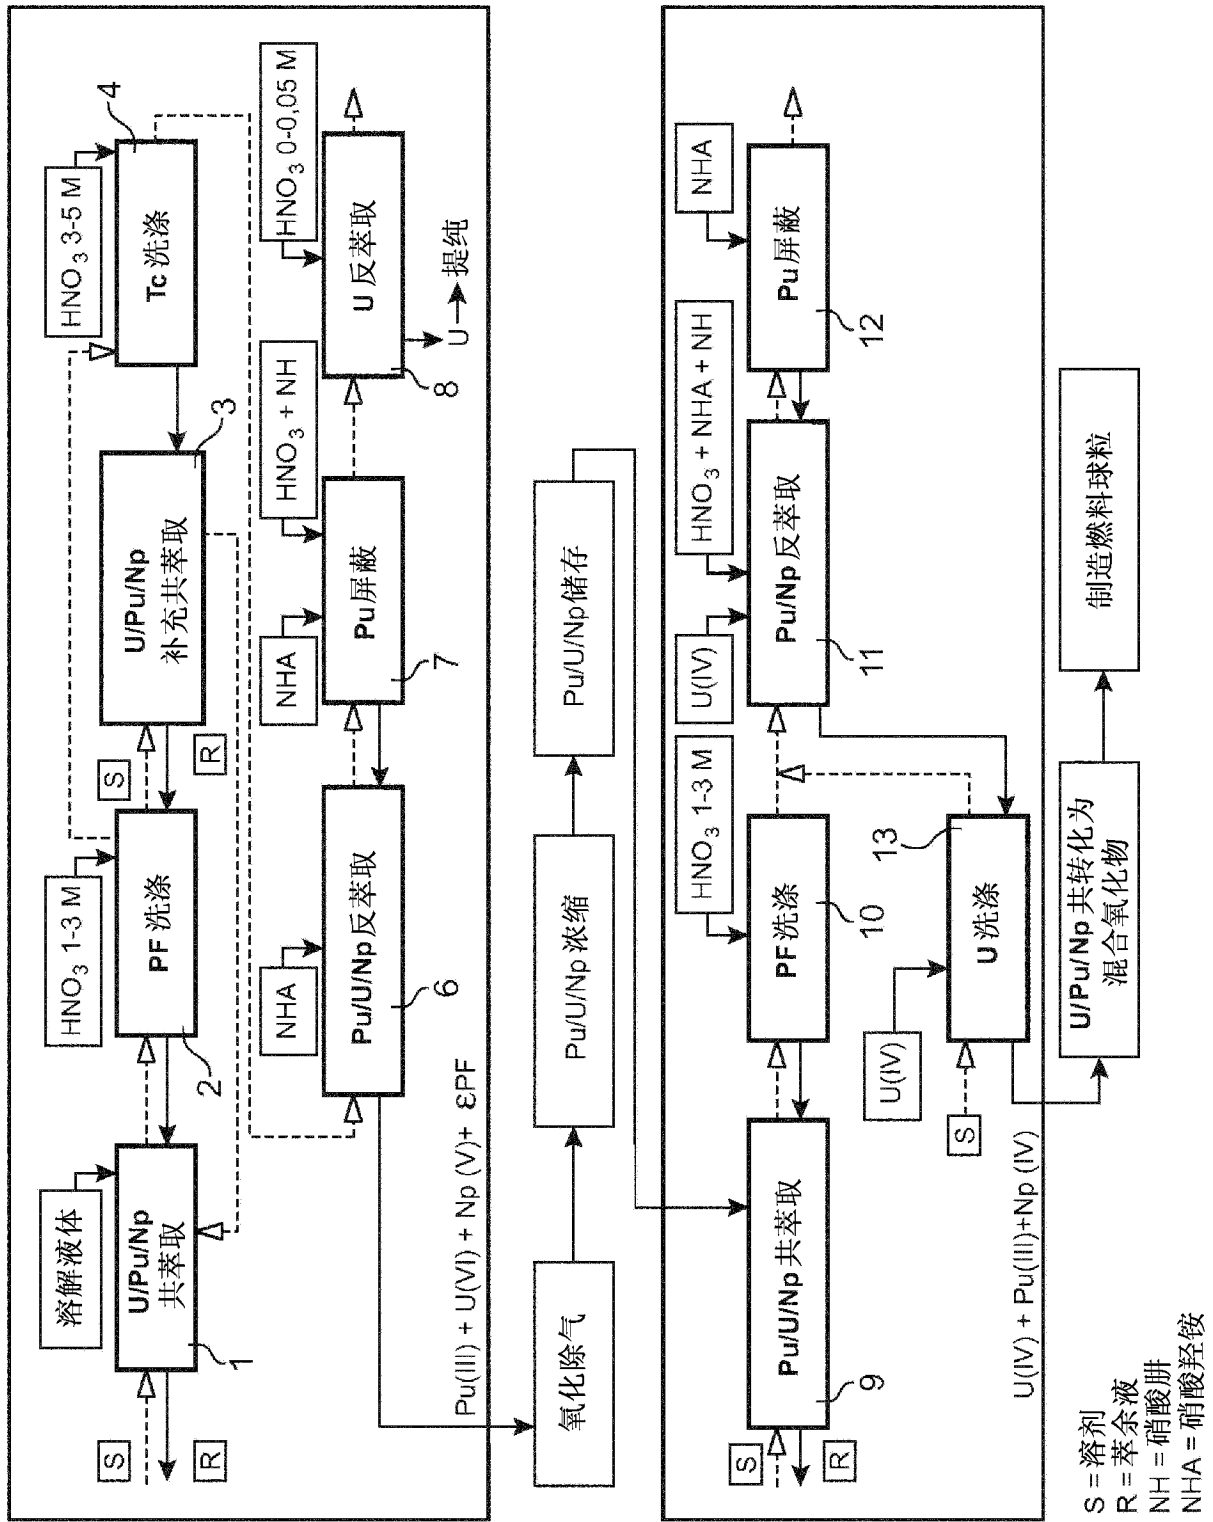 溶解液体
HNO3 1-3 M
HNO3 3-5 M
S
R
U/Pu/Np
共萃取
1
PF 洗涤
2
S
R
U/Pu/Np
补充共萃取
3
Tc 洗涤
4
NHA
NHA
HNO3 + NH
HNO3 0-0,05 M
Pu/U/Np 反萃取
6
Pu 屏蔽
7
U 反萃取
8
U
提纯
Pu(III) + U(VI) + Np (V)+ εPF
氧化除气
Pu/U/Np 浓缩
Pu/U/Np储存
HNO3 1-3 M
U(IV)
HNO3 + NHA + NH
NHA
S
R
Pu/U/Np 共萃取
9
PF 洗涤
10
Pu/Np 反萃取
11
Pu 屏蔽
12
U(IV)
S
U 洗涤
13
U(IV) + Pu(III)+Np (IV)
U/Pu/Np 共转化为
混合氧化物
制造燃料球粒
S = 溶剂
R = 萃余液
NH = 硝酸肼
NHA = 硝酸羟铵